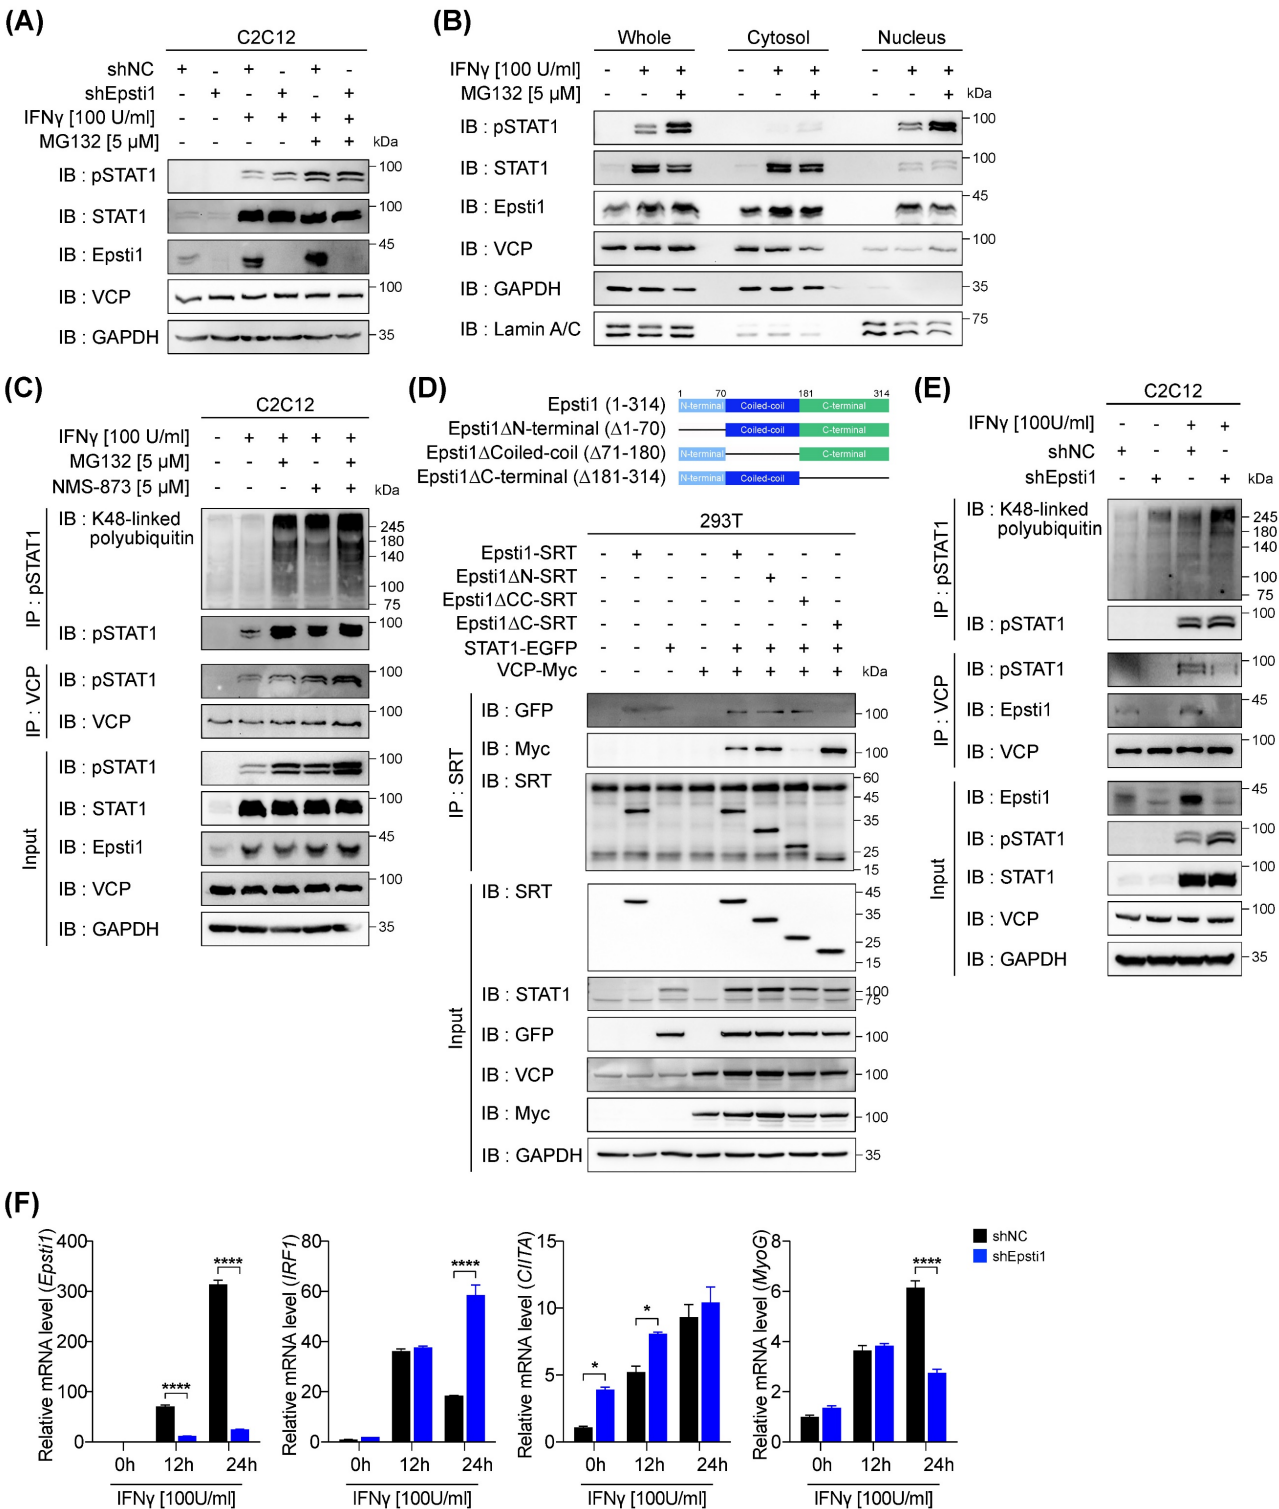 (A)
C2C12
shNC + - + - + -
shEpsti1 - + - + - +
IFNγ [100 U/ml] - - + + + +
MG132 [5 µM] - - - - + + kDa
IB : pSTAT1 100
IB : STAT1 100
IB : Epsti1 45
IB : VCP 100
IB : GAPDH 35
(B)
Whole Cytosol Nucleus
IFNγ [100 U/ml] - + + - + + - + +
MG132 [5 µM] - - + - - + - - + kDa
IB : pSTAT1 100
IB : STAT1 100
IB : Epsti1 45
IB : VCP 100
IB : GAPDH 35
IB : Lamin A/C 75
(C)
C2C12
IFNγ [100 U/ml] - + + + +
MG132 [5 µM] - - + - +
NMS-873 [5 µM] - - - + + kDa
IP : pSTAT1
IB : K48-linked
polyubiquitin
245
180
140
100
75
IB : pSTAT1 100
IP : VCP
IB : pSTAT1 100
IB : VCP 100
Input
IB : pSTAT1 100
IB : STAT1 100
IB : Epsti1 45
IB : VCP 100
IB : GAPDH 35
(D)
1 70 181 314
Epsti1 (1-314) N-terminal Coiled-coil C-terminal
Epsti1ΔN-terminal (Δ1-70) Coiled-coil C-terminal
Epsti1ΔCoiled-coil (Δ71-180) N-terminal C-terminal
Epsti1ΔC-terminal (Δ181-314) N-terminal Coiled-coil
293T
Epsti1-SRT - + - - + - - -
Epsti1ΔN-SRT - - - - - + - -
Epsti1ΔCC-SRT - - - - - - + -
Epsti1ΔC-SRT - - - - - - - +
STAT1-EGFP - - + - + + + +
VCP-Myc - - - + + + + + kDa
IP : SRT
IB : GFP 100
IB : Myc 100
IB : SRT
60
45
35
25
15
Input
IB : SRT
45
35
25
15
IB : STAT1 100
75
IB : GFP 100
IB : VCP 100
IB : Myc 100
IB : GAPDH 35
(E)
C2C12
IFNγ [100U/ml] - - + +
shNC + - + -
shEpsti1 - + - + kDa
IP : pSTAT1
IB : K48-linked
polyubiquitin
245
180
140
100
75
IB : pSTAT1 100
IP : VCP
IB : pSTAT1 100
IB : Epsti1 45
IB : VCP 100
Input
IB : Epsti1 45
IB : pSTAT1 100
IB : STAT1 100
IB : VCP 100
IB : GAPDH 35
(F)
Relative mRNA level (Epsti1)
400
300
200
100
0
**** ****
0h 12h 24h
IFNγ [100U/ml]
Relative mRNA level (IRF1)
80
60
40
20
0
****
0h 12h 24h
IFNγ [100U/ml]
Relative mRNA level (CIITA)
15
10
5
0
* *
0h 12h 24h
IFNγ [100U/ml]
Relative mRNA level (MyoG)
8
6
4
2
0
****
0h 12h 24h
IFNγ [100U/ml]
shNC
shEpsti1